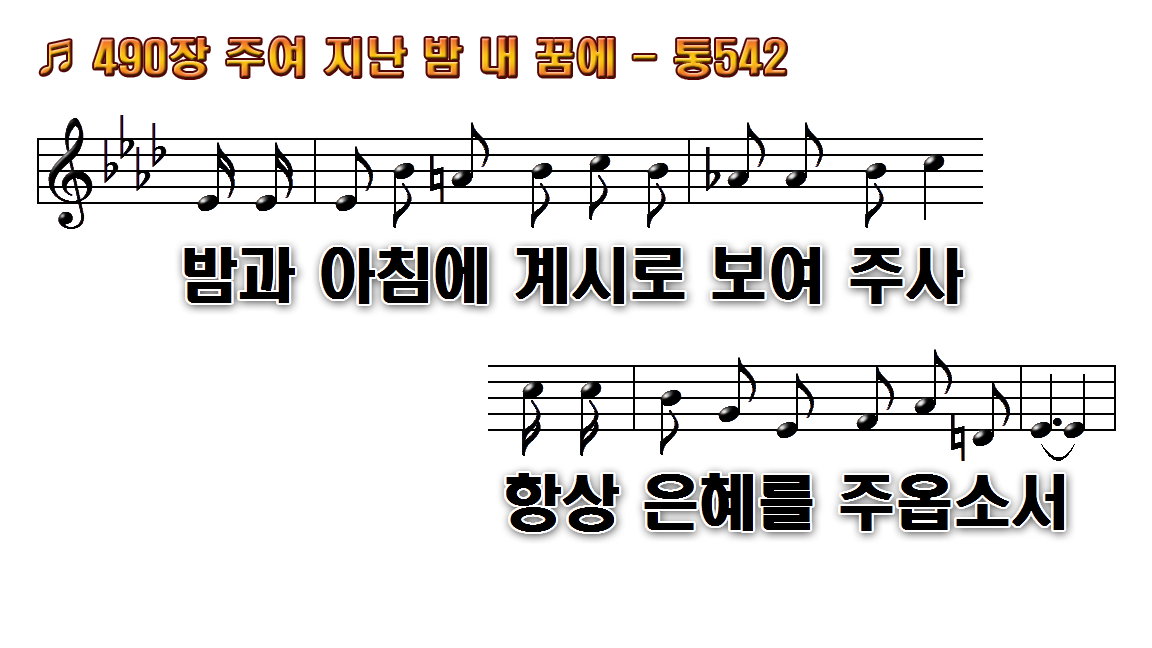 ♬ 490장 주여 지난 밤 내 꿈에 - 통542
밤과 아침에 계시로 보여 주사
항상 은혜를 주옵소서